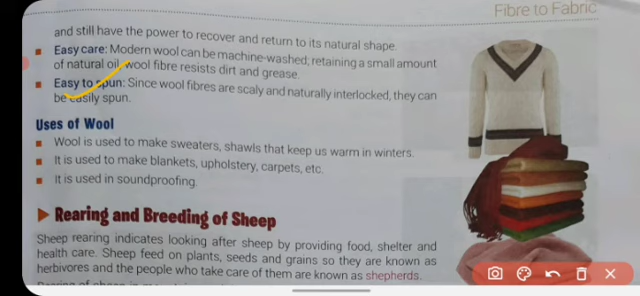 Fibre to Fabric
and still have the power to recover and return to its natural shape.
Easy care: Modern wool can be machine-washed; retaining a small amount
of natural oil, wool fibre resists dirt and grease.
Easy to spun: Since wool fibres are scaly and naturally interlocked, they can
be easily spun.
Uses of Wool
Wool is used to make sweaters, shawls that keep us warm in winters.
It is used to make blankets, upholstery, carpets, etc.
It is used in soundproofing.
Rearing and Breeding of Sheep
Sheep rearing indicates looking after sheep by providing food, shelter and
health care. Sheep feed on plants, seeds and grains so they are known as
herbivores and the people who take care of them are known as shepherds.